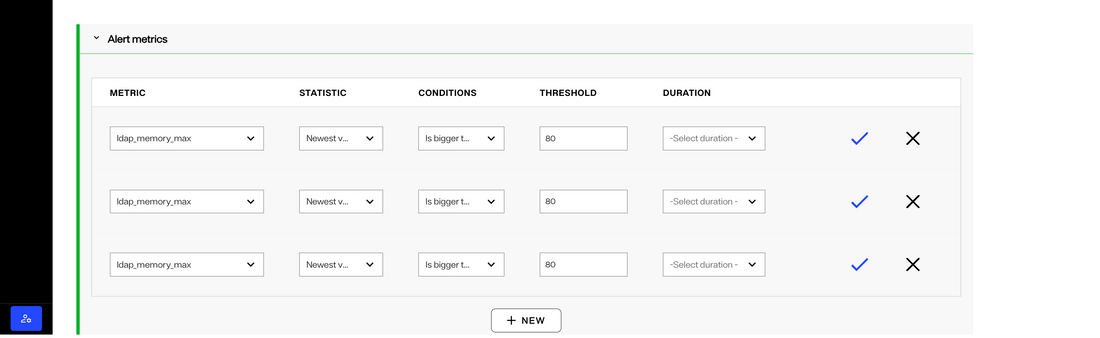 Alert metrics
METRIC STATISTIC CONDITIONS THRESHOLD DURATION
ldap_memory_max Newest v... Is bigger t... 80 -Select duration -
ldap_memory_max Newest v... Is bigger t... 80 -Select duration -
ldap_memory_max Newest v... Is bigger t... 80 -Select duration -
+ NEW